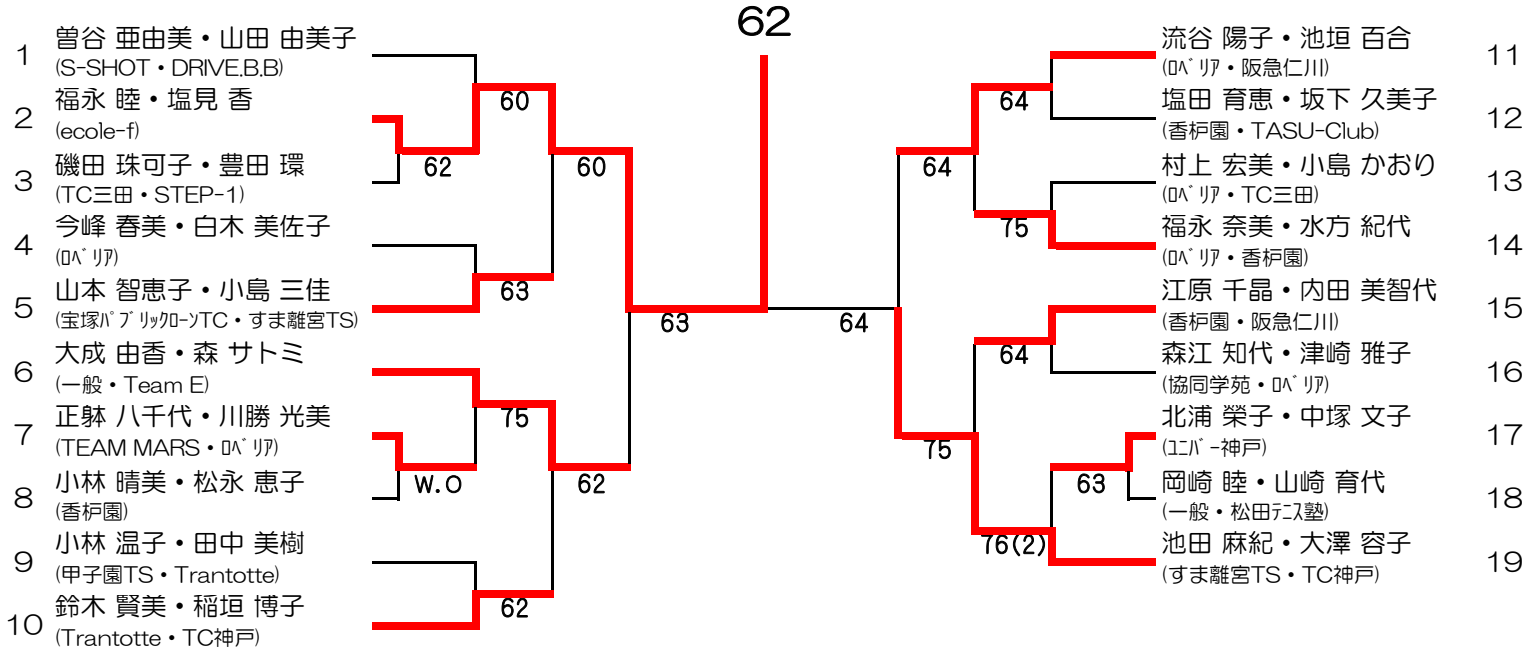 62
1
曽谷 亜由美・山田 由美子
(S-SHOT・DRIVE.B.B)
2
福永 睦・塩見 香
(ecole-f)
3
磯田 珠可子・豊田 環
(TC三田・STEP-1)
4
今峰 春美・白木 美佐子
(ﾛﾍﾞﾘｱ)
5
山本 智恵子・小島 三佳
(宝塚ﾊﾟﾌﾞﾘｯｸﾛｰﾝTC・すま離宮TS)
6
大成 由香・森 サトミ
(一般・Team E)
7
正躰 八千代・川勝 光美
(TEAM MARS・ﾛﾍﾞﾘｱ)
8
小林 晴美・松永 恵子
(香枦園)
9
小林 温子・田中 美樹
(甲子園TS・Trantotte)
10
鈴木 賢美・稲垣 博子
(Trantotte・TC神戸)
60
62
60
63
63
75
W.O
62
62
64
64
75
64
64
75
63
76(2)
流谷 陽子・池垣 百合
(ﾛﾍﾞﾘｱ・阪急仁川)
11
塩田 育恵・坂下 久美子
(香枦園・TASU-Club)
12
村上 宏美・小島 かおり
(ﾛﾍﾞﾘｱ・TC三田)
13
福永 奈美・水方 紀代
(ﾛﾍﾞﾘｱ・香枦園)
14
江原 千晶・内田 美智代
(香枦園・阪急仁川)
15
森江 知代・津崎 雅子
(協同学苑・ﾛﾍﾞﾘｱ)
16
北浦 榮子・中塚 文子
(ﾕﾆﾊﾞｰ神戸)
17
岡崎 睦・山崎 育代
(一般・松田ﾃﾆｽ塾)
18
池田 麻紀・大澤 容子
(すま離宮TS・TC神戸)
19